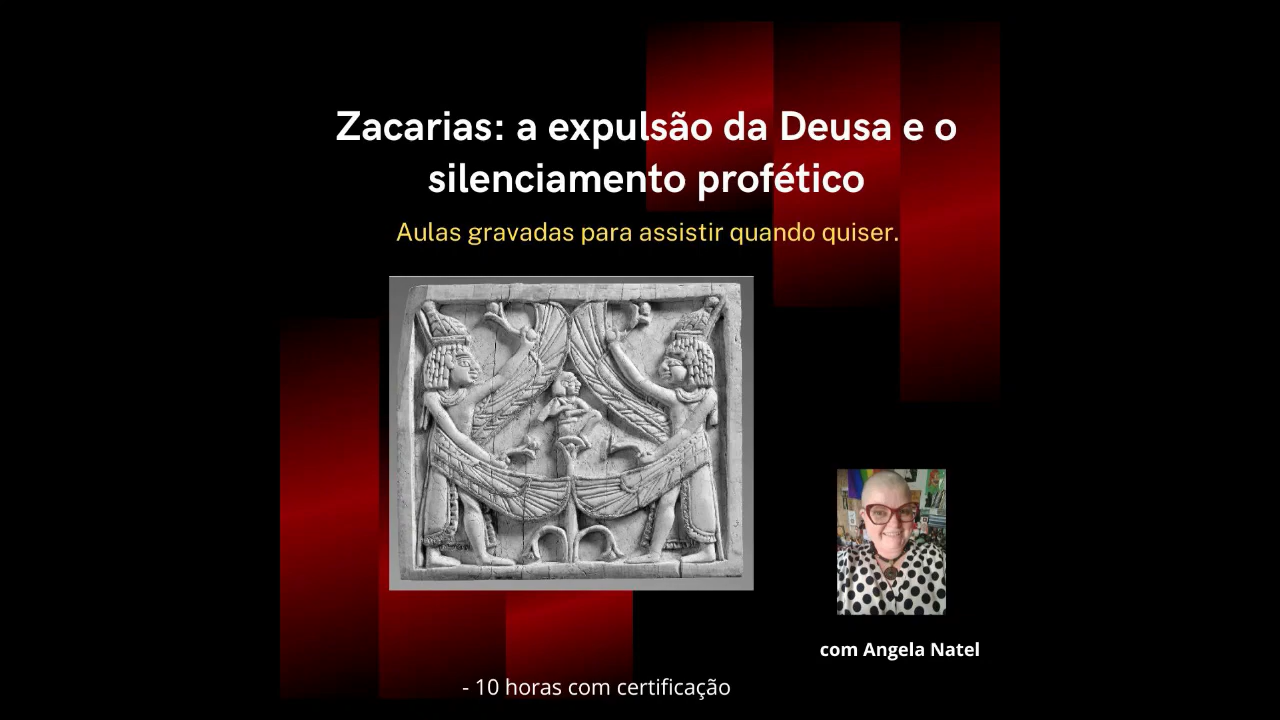 Zacarias: a expulsão da Deusa e o
silenciamento profético
Aulas gravadas para assistir quando quiser.
com Angela Natel
- 10 horas com certificação